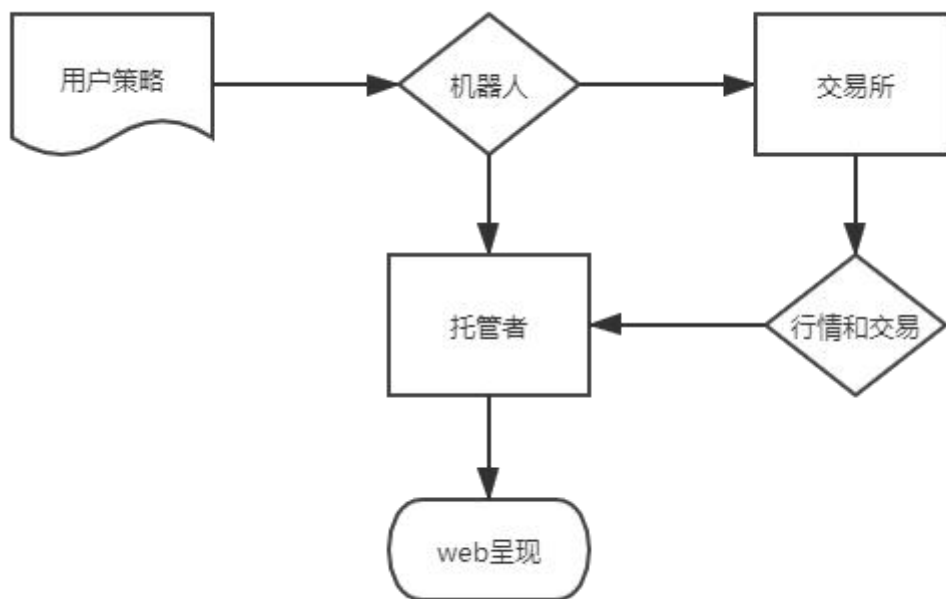 用户策略
机器人
交易所
托管者
行情和交易
web呈现